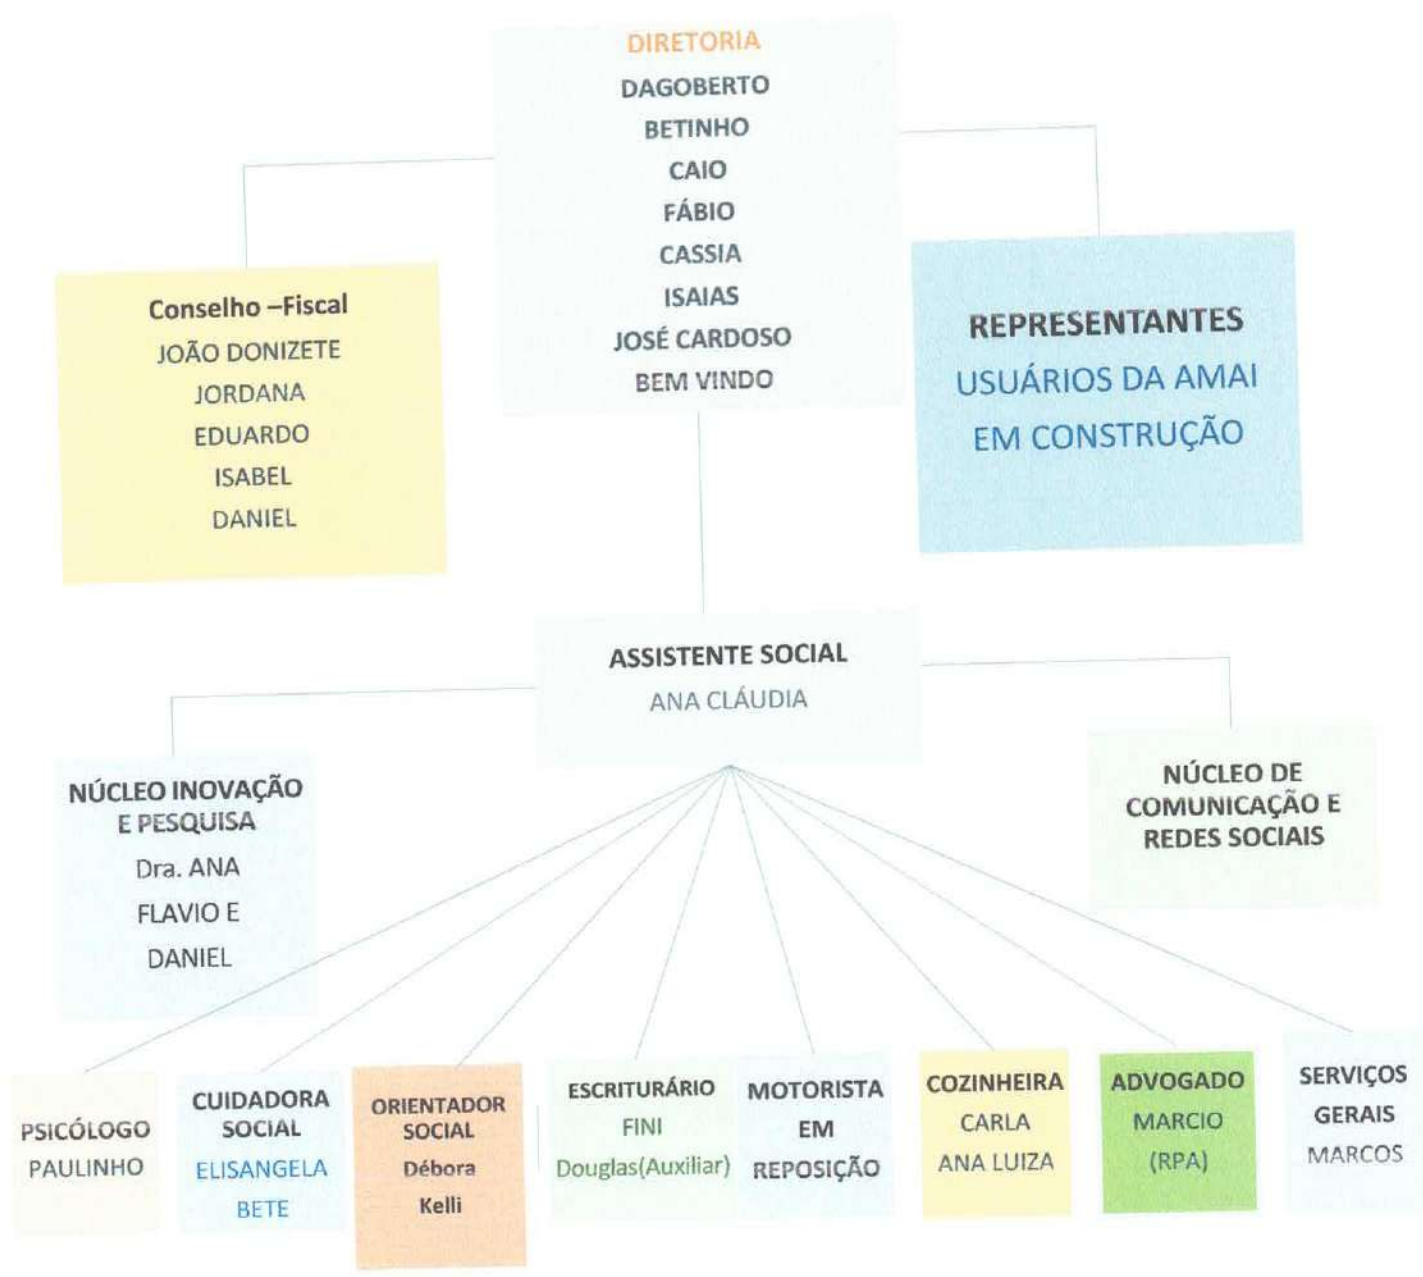 DIRETORIA
DAGOBERTO
BETINHO
CAIO
FÁBIO
CASSIA
ISAIAS
JOSÉ CARDOSO
BEM VINDO
Conselho –Fiscal
JOÃO DONIZETE
JORDANA
EDUARDO
ISABEL
DANIEL
REPRESENTANTES
USUÁRIOS DA AMAI
EM CONSTRUÇÃO
ASSISTENTE SOCIAL
ANA CLÁUDIA
NÚCLEO INOVAÇÃO
E PESQUISA
Dra. ANA
FLAVIO E
DANIEL
NÚCLEO DE
COMUNICAÇÃO E
REDES SOCIAIS
PSICÓLOGO
PAULINHO
CUIDADORA
SOCIAL
ELISANGELA
BETE
ORIENTADOR
SOCIAL
Débora
Kelli
ESCRITURÁRIO
FINI
Douglas(Auxiliar)
MOTORISTA
EM
REPOSIÇÃO
COZINHEIRA
CARLA
ANA LUIZA
ADVOGADO
MARCIO
(RPA)
SERVIÇOS
GERAIS
MARCOS